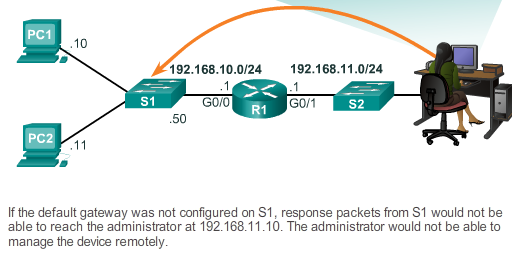 PC1
.10
192.168.10.0/24
192.168.11.0/24
.1
.1
S1
G0/0
R1
G0/1
S2
.50
PC2
.11
If the default gateway was not configured on S1, response packets from S1 would not be
able to reach the administrator at 192.168.11.10. The administrator would not be able to
manage the device remotely.